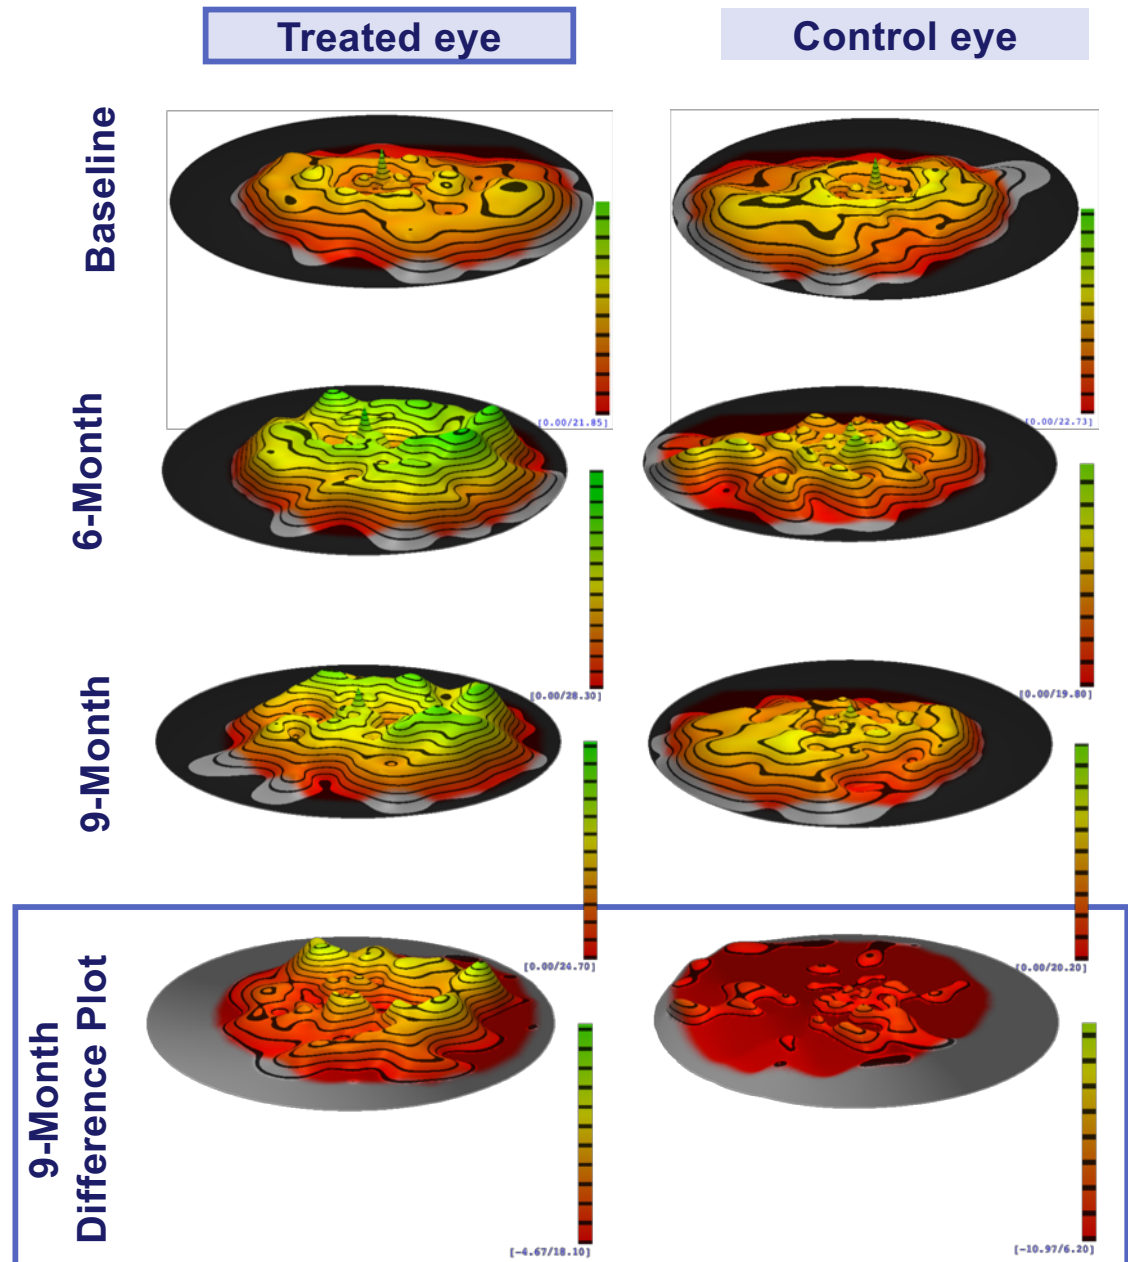 Treated eye
Control eye
Baseline
[0.00/21.85]
[0.00/22.73]
6-Month
[0.00/28.30]
[0.00/19.80]
9-Month
[0.00/24.70]
[0.00/20.20]
9-Month
Difference Plot
[-4.67/18.10]
[-10.97/6.20]